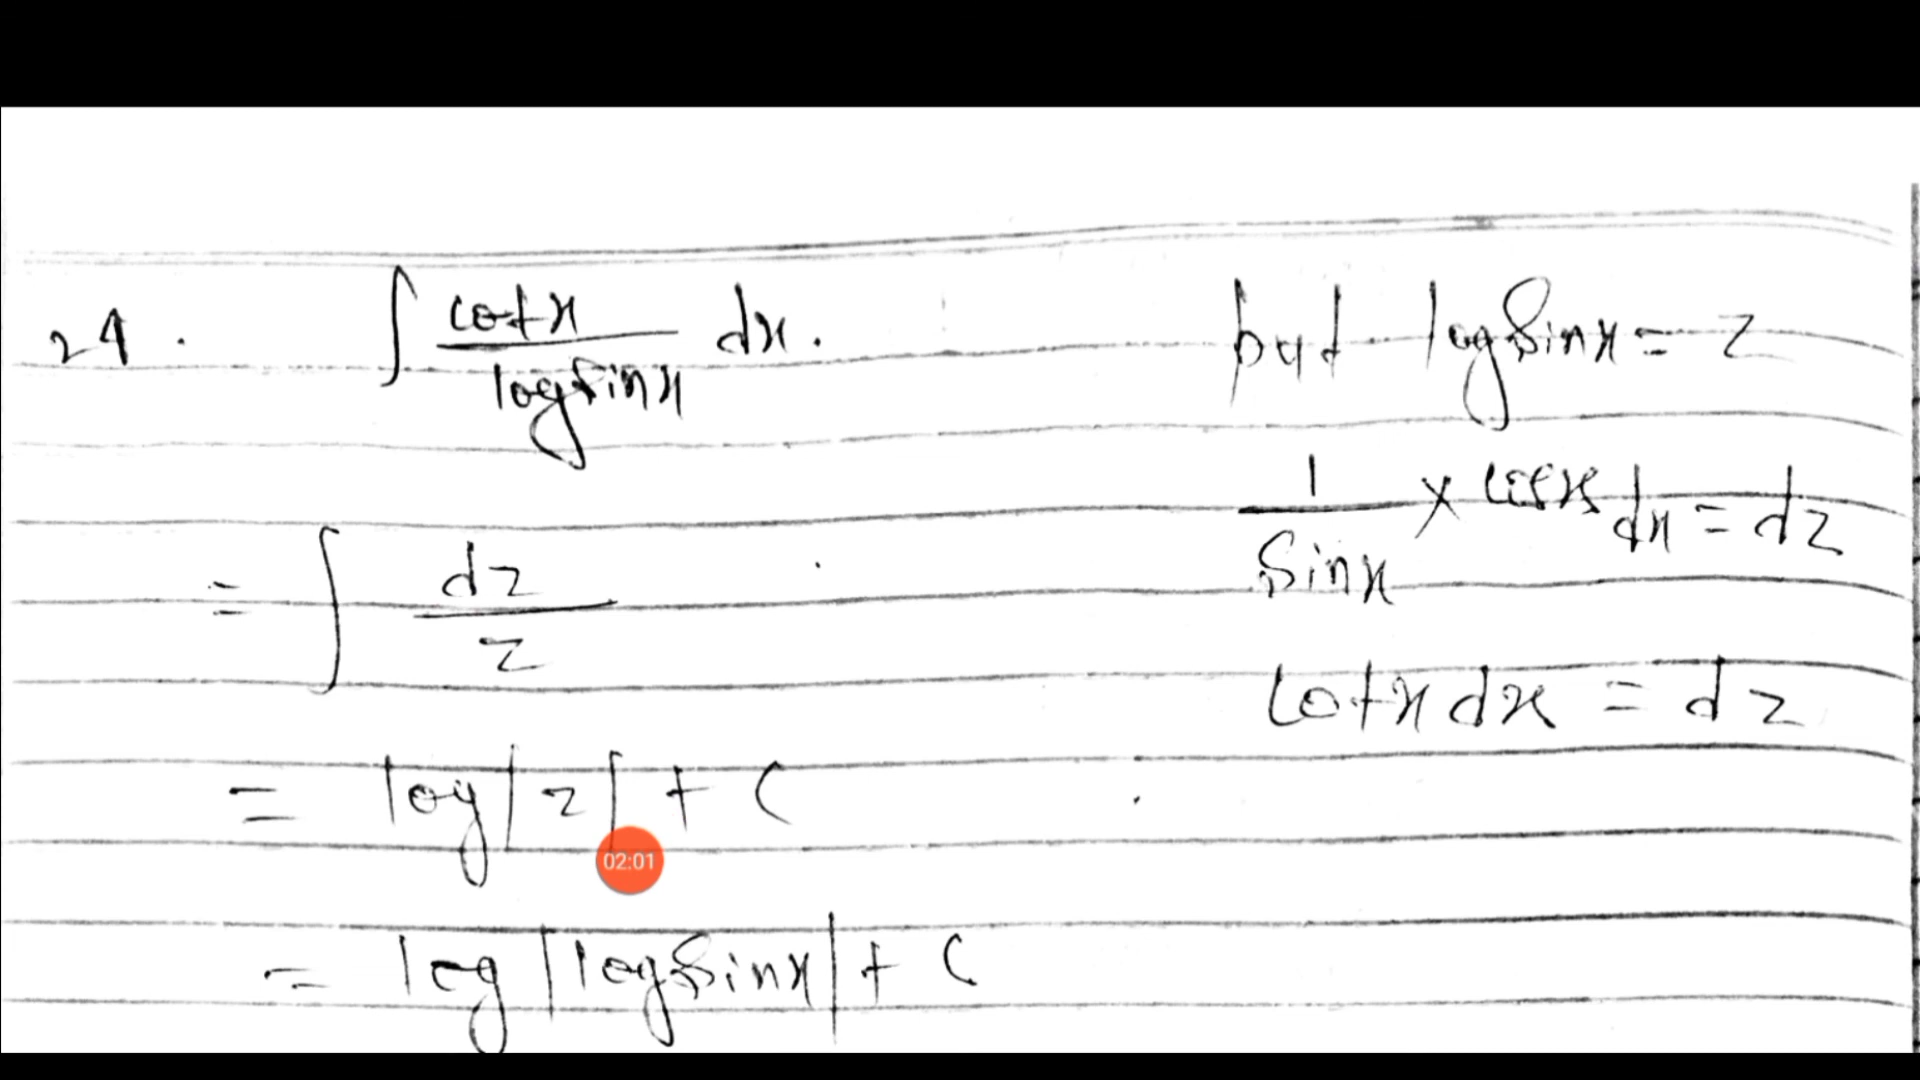 24. ∫ cotx / logsinx dx.
= ∫ dz / z
= log|z| + C
= log|logsinx| + C
put logsinx = z
1 / sinx × cosx dx = dz
cotx dx = dz
02:01